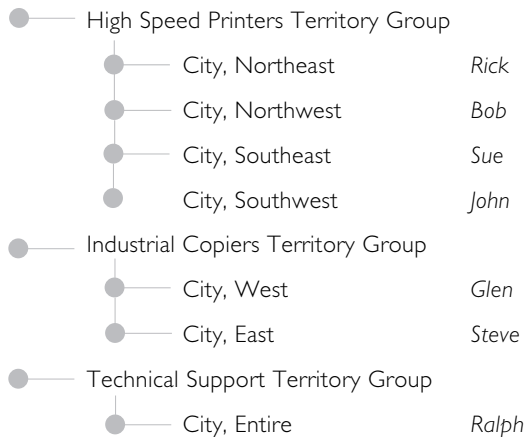 High Speed Printers Territory Group
City, Northeast Rick
City, Northwest Bob
City, Southeast Sue
City, Southwest John
Industrial Copiers Territory Group
City, West Glen
City, East Steve
Technical Support Territory Group
City, Entire Ralph